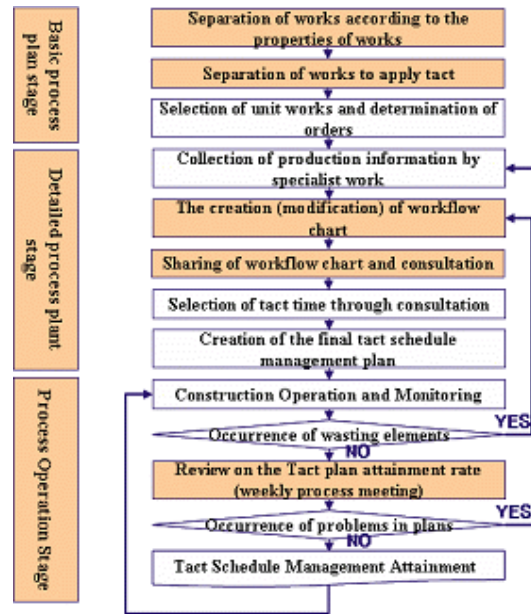 Basic process
plan stage
Separation of works according to the
properties of works
Separation of works to apply tact
Selection of unit works and determination of
orders
Detailed process plant
stage
Collection of production information by
specialist work
The creation (modification) of workflow
chart
Sharing of workflow chart and consultation
Selection of tact time through consultation
Creation of the final tact schedule
management plan
Process Operation Stage
Construction Operation and Monitoring
Occurrence of wasting elements
YES
NO
Review on the Tact plan attainment rate
(weekly process meeting)
Occurrence of problems in plans
YES
NO
Tact Schedule Management Attainment